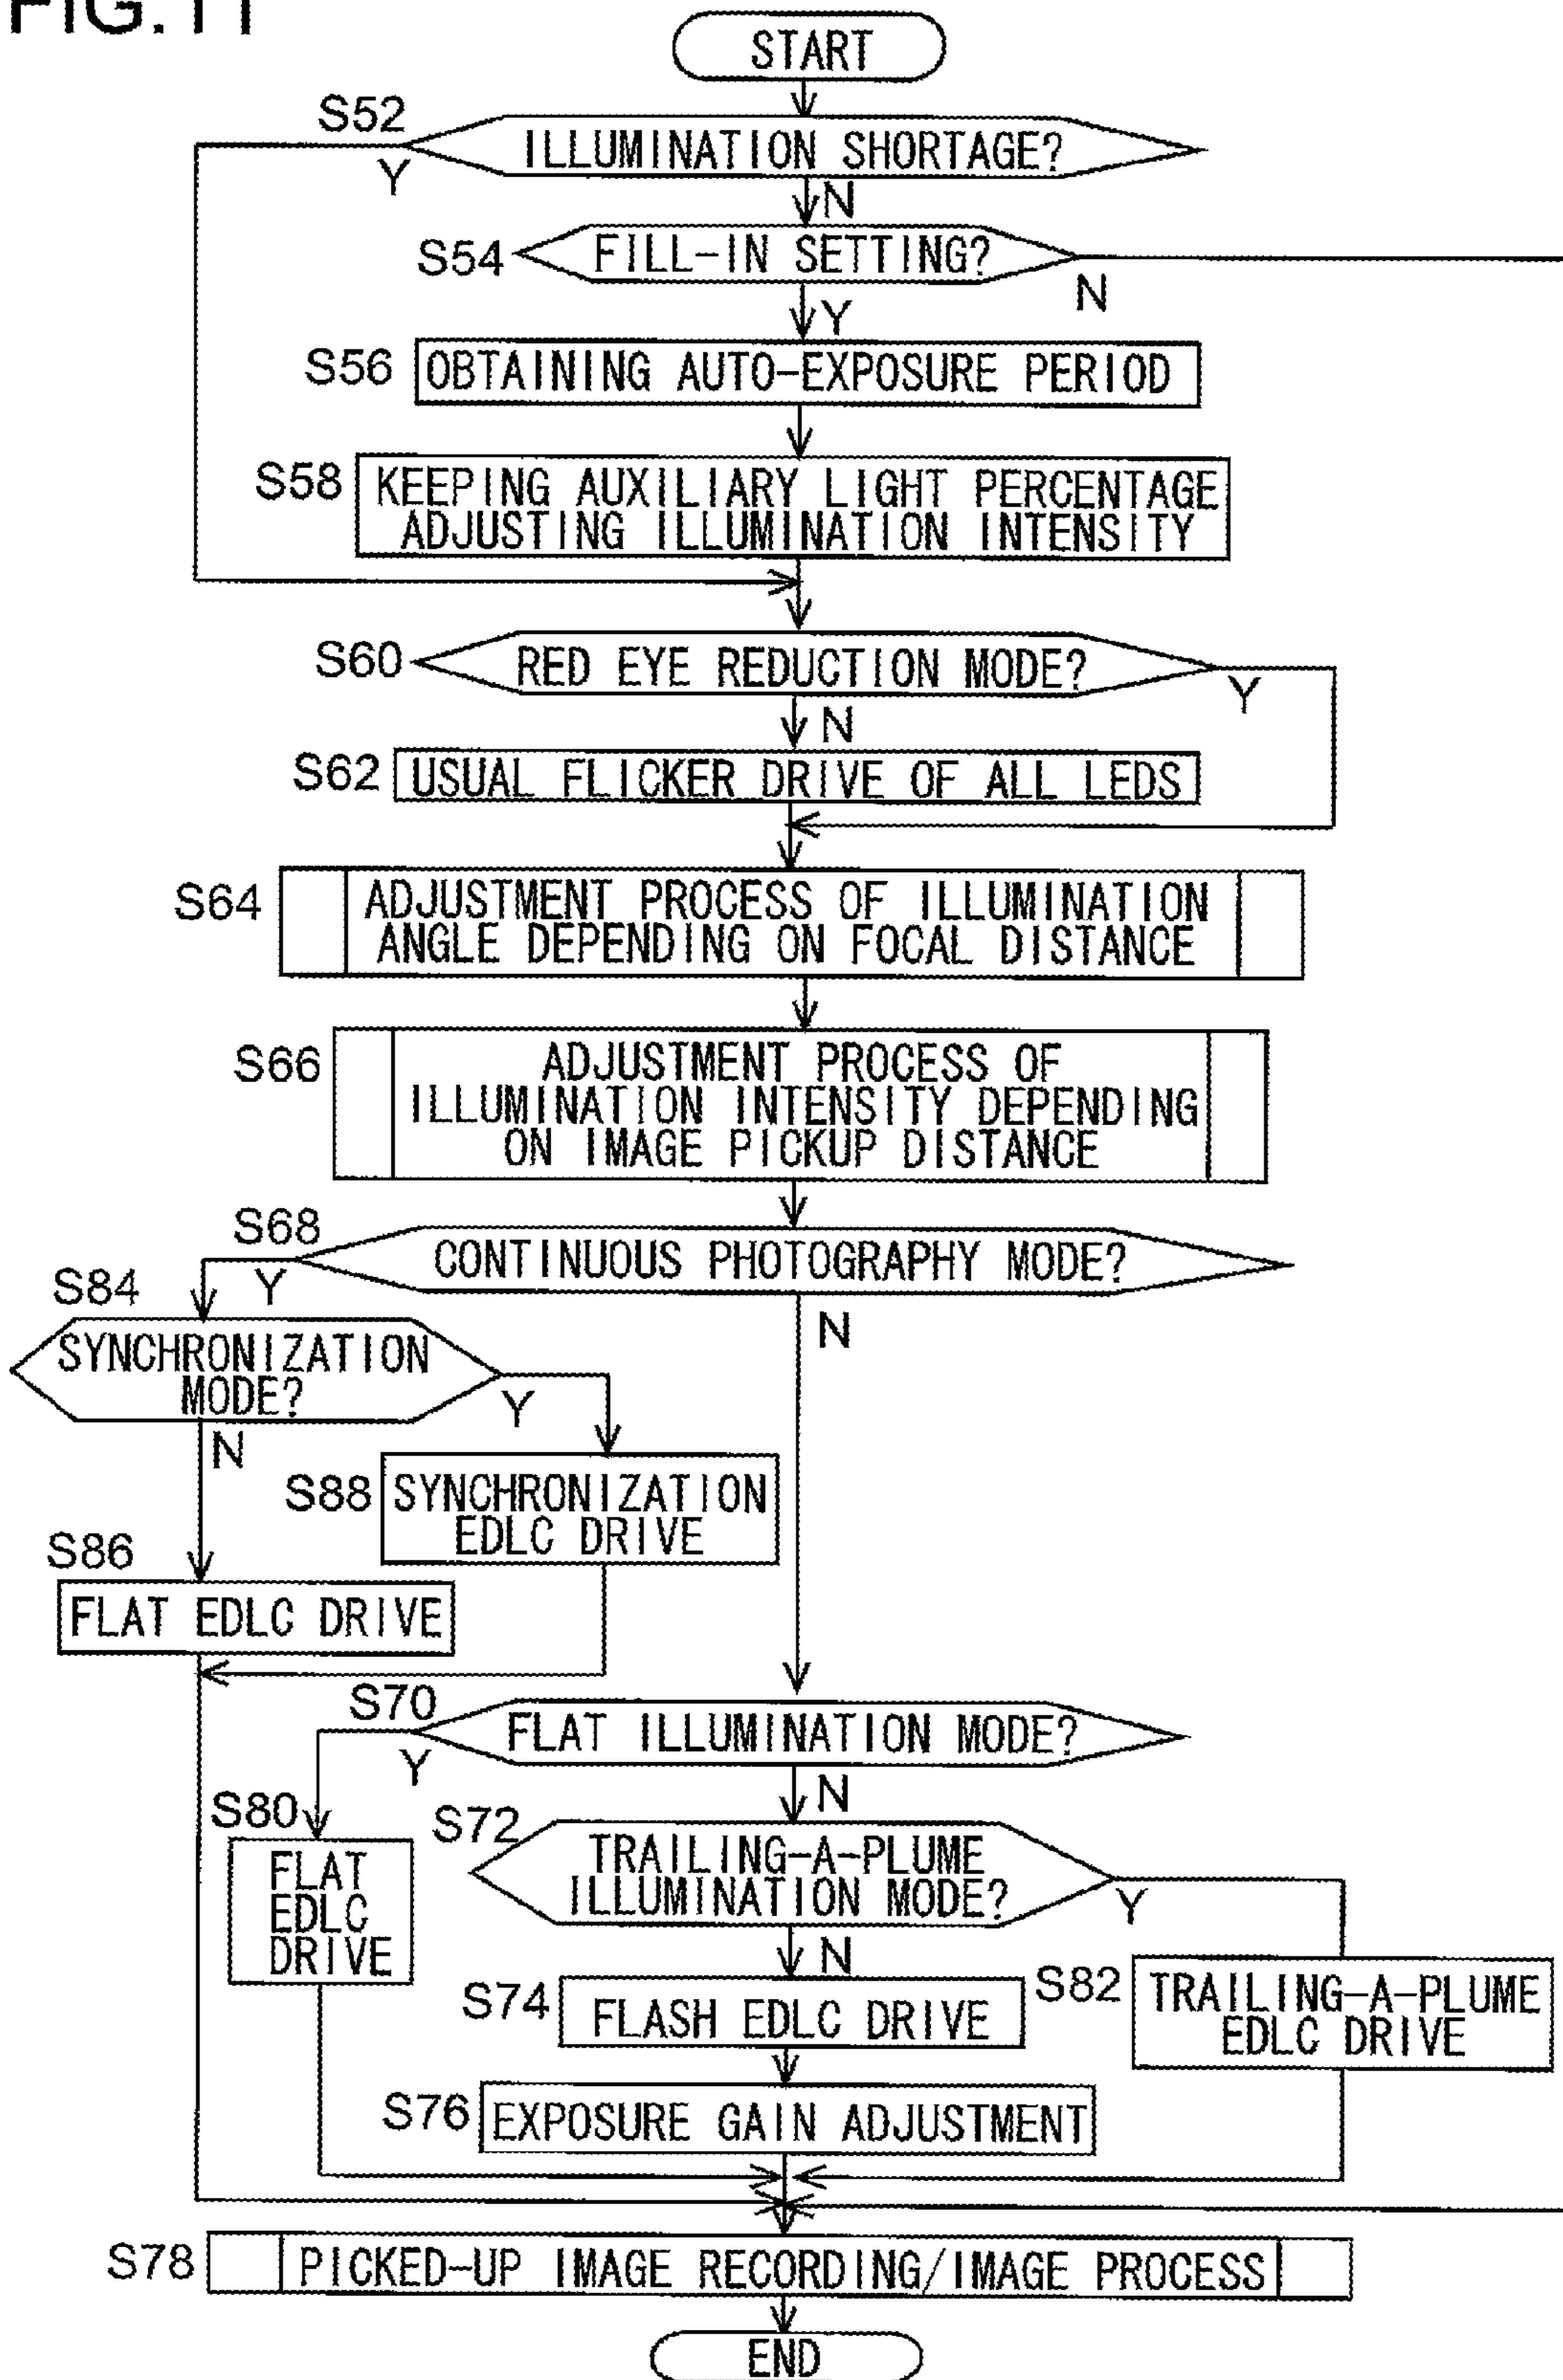 FIG. 11
START
S52
ILLUMINATION SHORTAGE?
Y
N
S54
FILL-IN SETTING?
N
Y
S56
OBTAINING AUTO-EXPOSURE PERIOD
S58
KEEPING AUXILIARY LIGHT PERCENTAGE
ADJUSTING ILLUMINATION INTENSITY
S60
RED EYE REDUCTION MODE?
Y
N
S62
USUAL FLICKER DRIVE OF ALL LEDS
S64
ADJUSTMENT PROCESS OF ILLUMINATION
ANGLE DEPENDING ON FOCAL DISTANCE
S66
ADJUSTMENT PROCESS OF
ILLUMINATION INTENSITY DEPENDING
ON IMAGE PICKUP DISTANCE
S68
CONTINUOUS PHOTOGRAPHY MODE?
Y
N
S84
SYNCHRONIZATION
MODE?
Y
N
S88
SYNCHRONIZATION
EDLC DRIVE
S86
FLAT EDLC DRIVE
S70
FLAT ILLUMINATION MODE?
Y
N
S80
FLAT
EDLC
DRIVE
S72
TRAILING-A-PLUME
ILLUMINATION MODE?
Y
N
S74
FLASH EDLC DRIVE
S82
TRAILING-A-PLUME
EDLC DRIVE
S76
EXPOSURE GAIN ADJUSTMENT
S78
PICKED-UP IMAGE RECORDING/IMAGE PROCESS
END